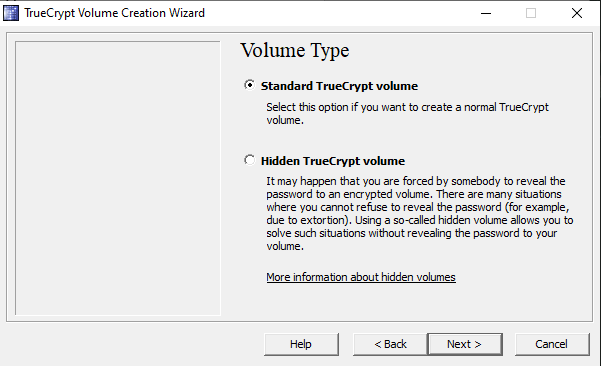 TrueCrypt Volume Creation Wizard
Volume Type
Standard TrueCrypt volume
Select this option if you want to create a normal TrueCrypt
volume.
Hidden TrueCrypt volume
It may happen that you are forced by somebody to reveal the
password to an encrypted volume. There are many situations
where you cannot refuse to reveal the password (for example,
due to extortion). Using a so-called hidden volume allows you to
solve such situations without revealing the password to your
volume.
More information about hidden volumes
Help
< Back
Next >
Cancel